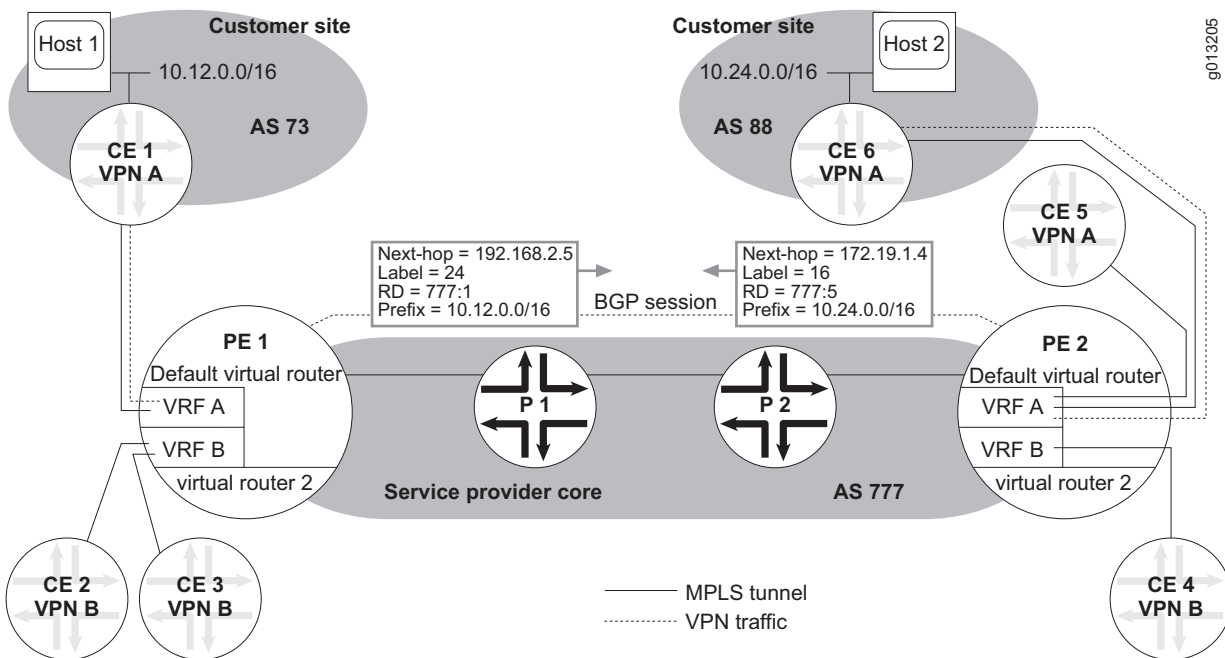 Customer site
Host 1
10.12.0.0/16
AS 73
CE 1
VPN A
Customer site
Host 2
10.24.0.0/16
AS 88
CE 6
VPN A
g013205
CE 5
VPN A
Next-hop = 192.168.2.5
Label = 24
RD = 777:1
Prefix = 10.12.0.0/16
BGP session
Next-hop = 172.19.1.4
Label = 16
RD = 777:5
Prefix = 10.24.0.0/16
PE 1
Default virtual router
VRF A
VRF B
virtual router 2
P 1
P 2
PE 2
Default virtual router
VRF A
VRF B
virtual router 2
Service provider core
AS 777
CE 2
VPN B
CE 3
VPN B
MPLS tunnel
VPN traffic
CE 4
VPN B